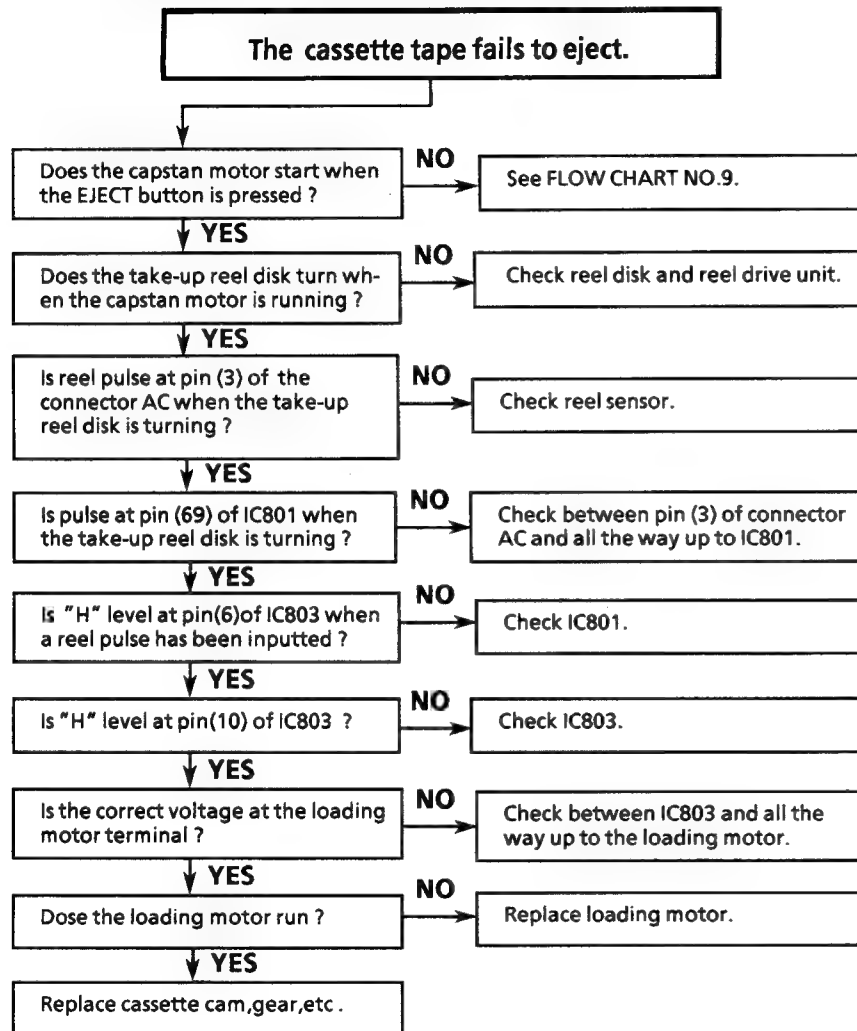 The cassette tape fails to eject.
Does the capstan motor start when
the EJECT button is pressed ?
NO
See FLOW CHART NO.9.
YES
Does the take-up reel disk turn wh-
en the capstan motor is running ?
NO
Check reel disk and reel drive unit.
YES
Is reel pulse at pin (3) of the
connector AC when the take-up
reel disk is turning ?
NO
Check reel sensor.
YES
Is pulse at pin (69) of IC801 when
the take-up reel disk is turning ?
NO
Check between pin (3) of connector
AC and all the way up to IC801.
YES
Is "H" level at pin(6)of IC803 when
a reel pulse has been inputted ?
NO
Check IC801.
YES
Is "H" level at pin(10) of IC803 ?
NO
Check IC803.
YES
Is the correct voltage at the loading
motor terminal ?
NO
Check between IC803 and all the
way up to the loading motor.
YES
Dose the loading motor run ?
NO
Replace loading motor.
YES
Replace cassette cam,gear,etc .